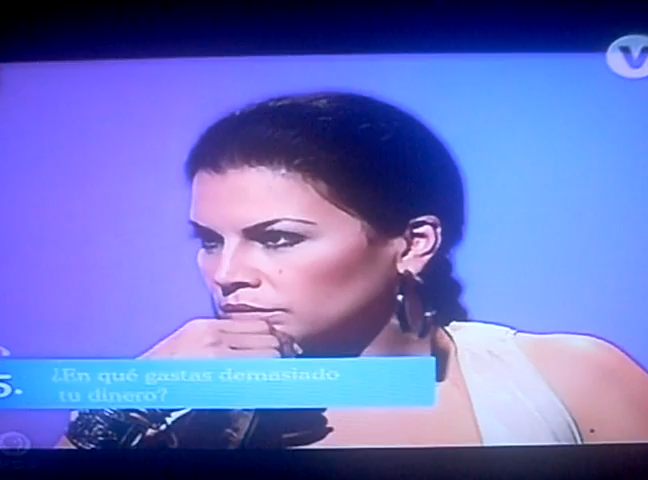 V
5.
¿En qué gastas demasiado
tu dinero?